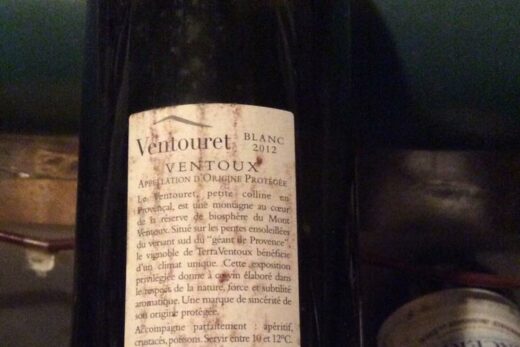 Ventouret BLANC
2012
VENTOUX
APPELLATION D'ORIGINE PROTÉGÉE
Le Ventouret, petite colline en
Provençal, est une montagne au cœur
de la réserve de biosphère du Mont
Ventoux. Situé sur les pentes ensoleillées
du versant sud du "géant de Provence",
le vignoble de TerraVentoux bénéficie
d'un climat unique. Cette exposition
privilégiée donne à ce vin élaboré dans
le respect de la nature, force et subtilité
aromatique. Une marque de sincérité de
son origine protégée.
Accompagne parfaitement : apéritif,
crustacés, poissons. Servir entre 10 et 12°C.